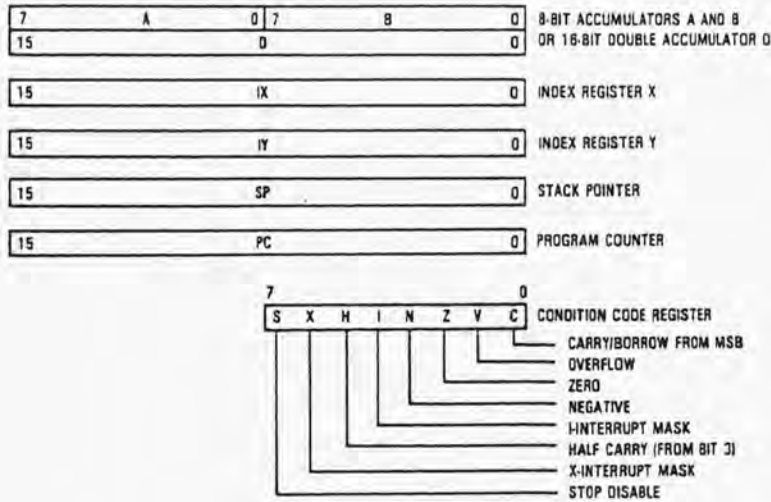 7 A 0 7 B 0 8-BIT ACCUMULATORS A AND B
15 D 0 OR 16-BIT DOUBLE ACCUMULATOR D
15 IX 0 INDEX REGISTER X
15 IY 0 INDEX REGISTER Y
15 SP 0 STACK POINTER
15 PC 0 PROGRAM COUNTER
7 0
S X H I N Z V C CONDITION CODE REGISTER
CARRY/BORROW FROM MSB
OVERFLOW
ZERO
NEGATIVE
I-INTERRUPT MASK
HALF CARRY (FROM BIT 3)
X-INTERRUPT MASK
STOP DISABLE